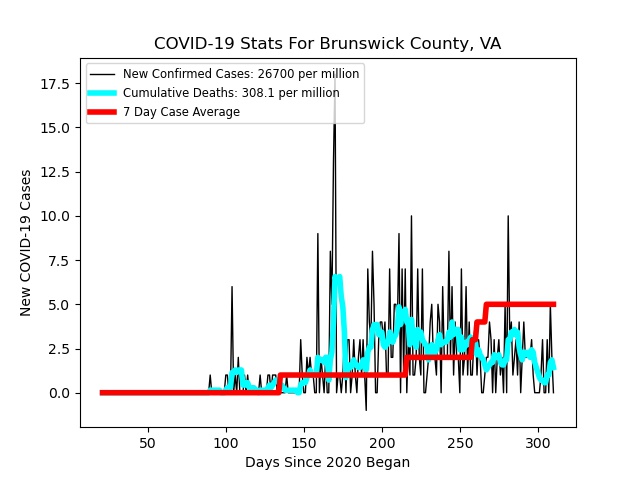 COVID-19 Stats For Brunswick County, VA
New Confirmed Cases: 26700 per million
Cumulative Deaths: 308.1 per million
7 Day Case Average
New COVID-19 Cases
17.5
15.0
12.5
10.0
7.5
5.0
2.5
0.0
50 100 150 200 250 300
Days Since 2020 Began